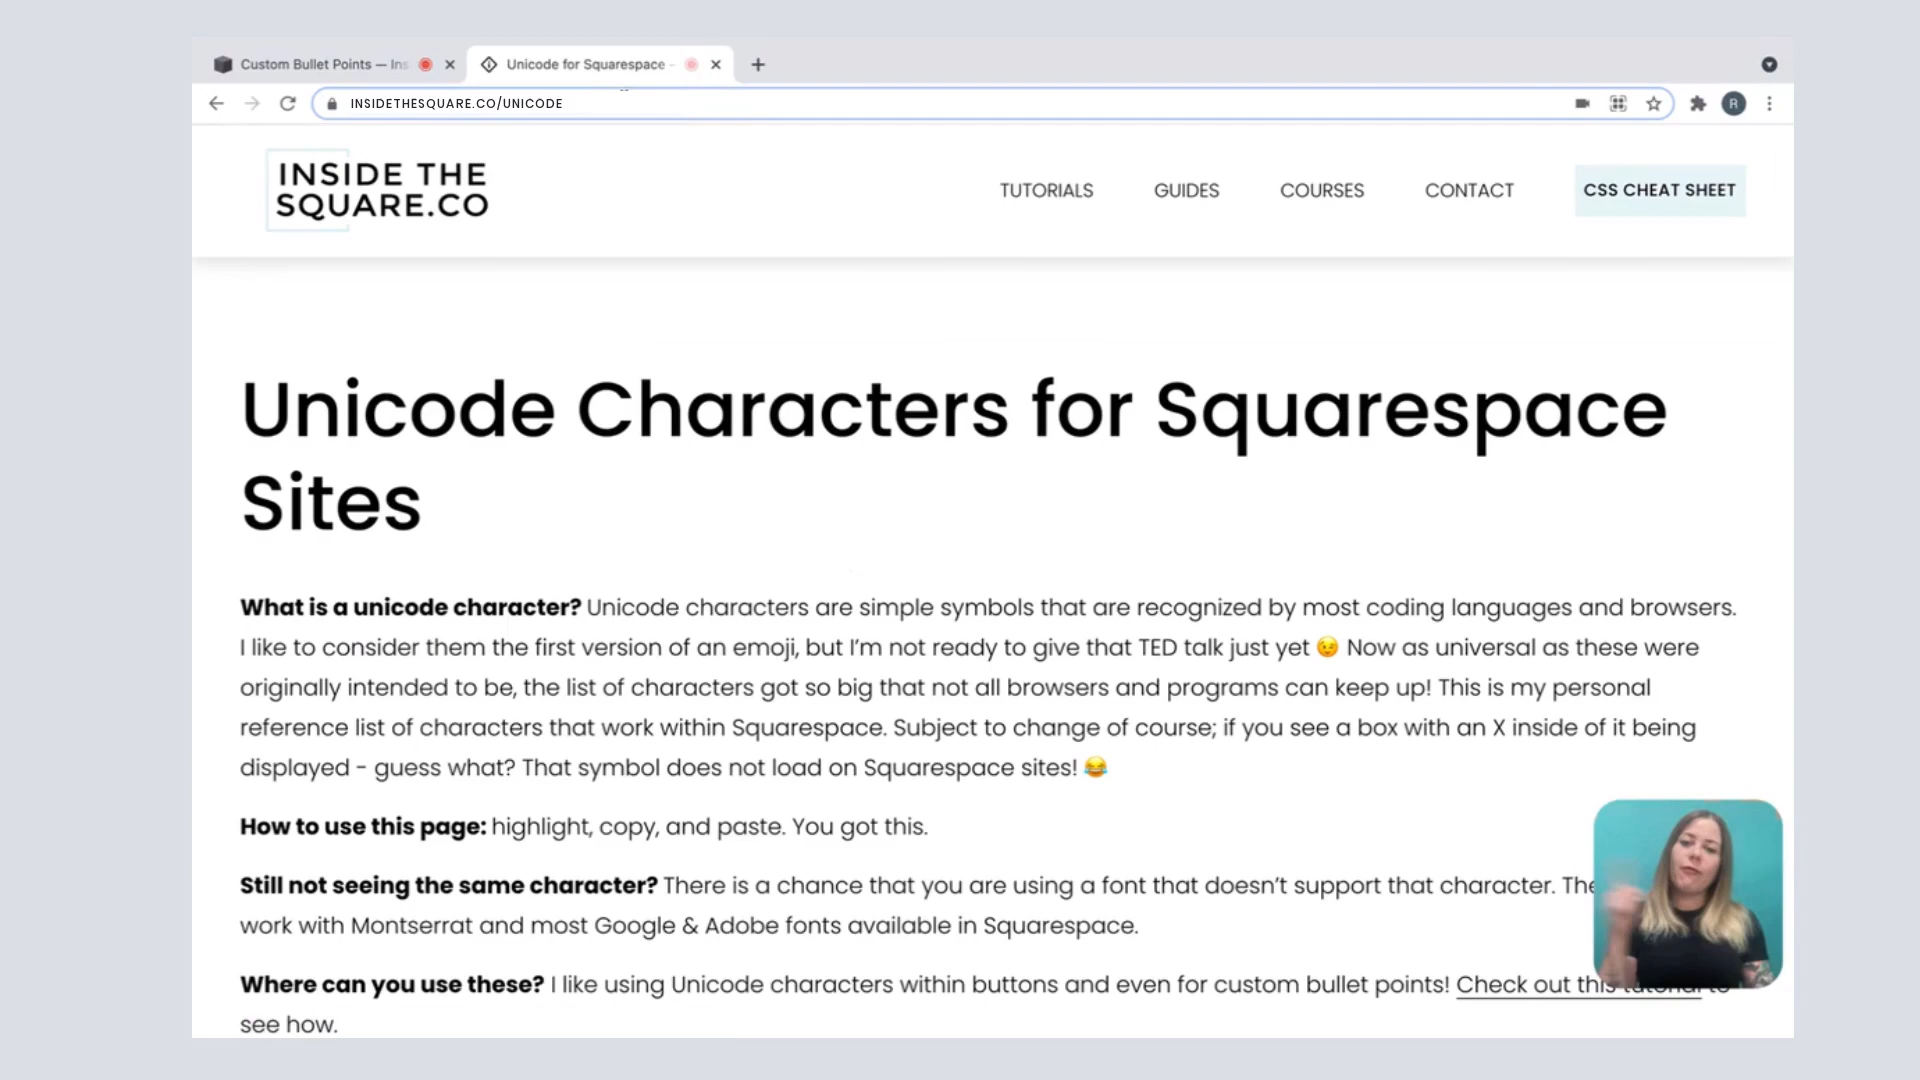 Custom Bullet Points — Ins
Unicode for Squarespace -
INSIDETHESQUARE.CO/UNICODE
R
INSIDE THE
SQUARE.CO
TUTORIALS GUIDES COURSES CONTACT CSS CHEAT SHEET
Unicode Characters for Squarespace
Sites
What is a unicode character? Unicode characters are simple symbols that are recognized by most coding languages and browsers.
I like to consider them the first version of an emoji, but I’m not ready to give that TED talk just yet 😉 Now as universal as these were
originally intended to be, the list of characters got so big that not all browsers and programs can keep up! This is my personal
reference list of characters that work within Squarespace. Subject to change of course; if you see a box with an X inside of it being
displayed - guess what? That symbol does not load on Squarespace sites! 😂
How to use this page: highlight, copy, and paste. You got this.
Still not seeing the same character? There is a chance that you are using a font that doesn’t support that character. The
work with Montserrat and most Google & Adobe fonts available in Squarespace.
Where can you use these? I like using Unicode characters within buttons and even for custom bullet points! Check out this tutorial to
see how.